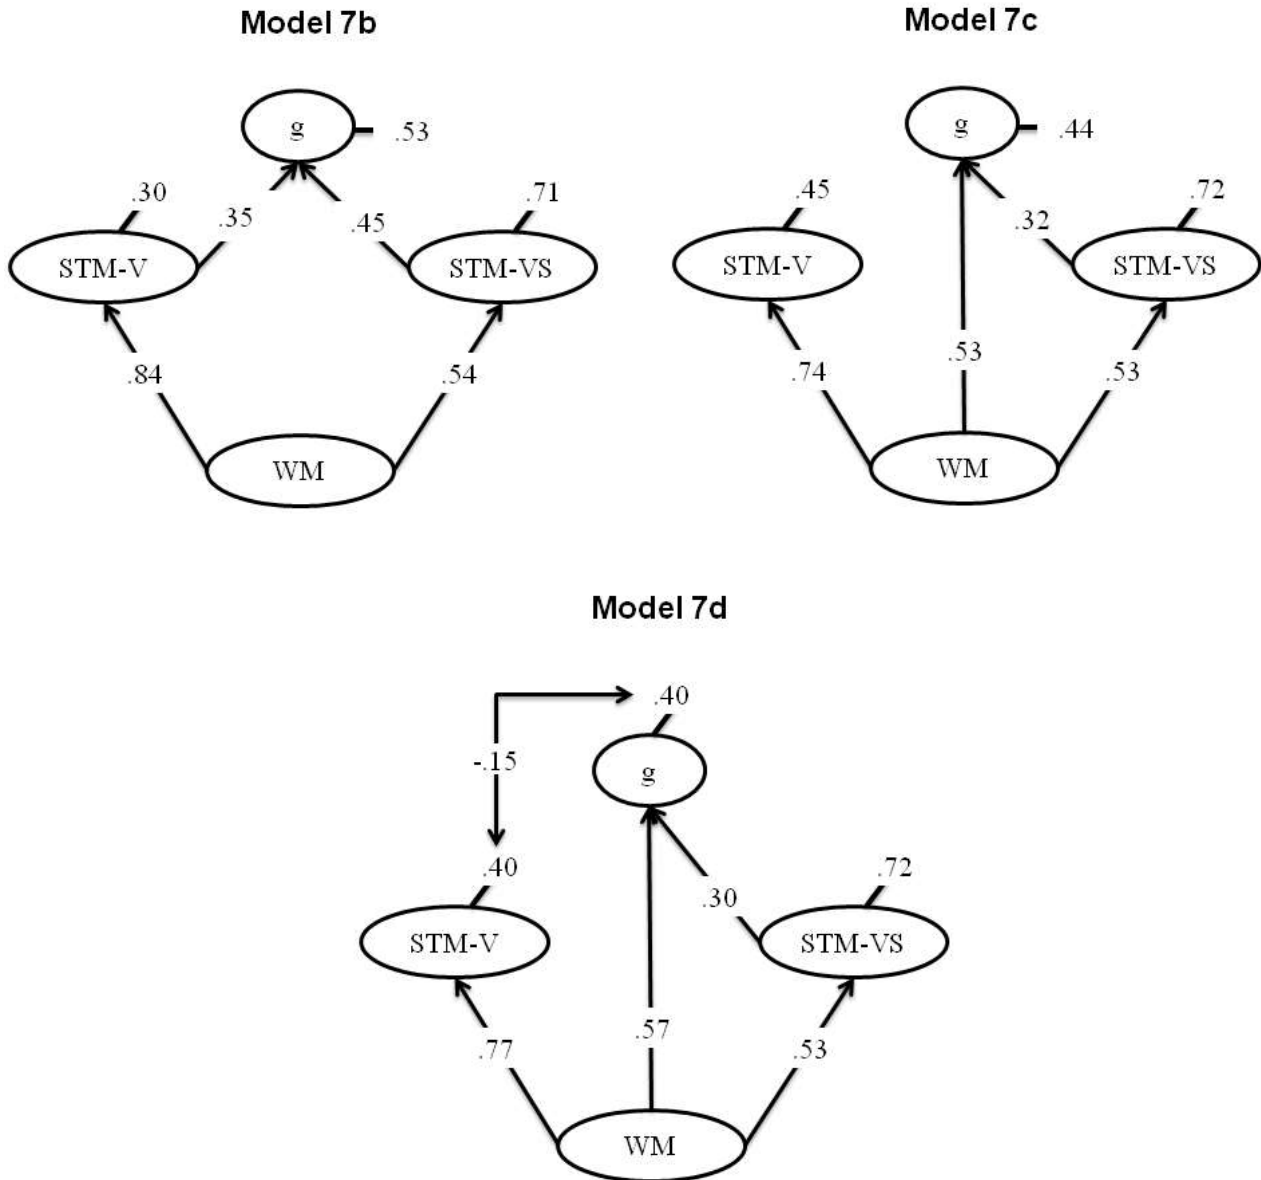 Model 7b
g
.53
.30
.35
.45
.71
STM-V
STM-VS
.84
.54
WM
Model 7c
g
.44
.45
.32
.72
STM-V
STM-VS
.53
.74
.53
WM
Model 7d
.40
-.15
g
.40
.72
.30
STM-V
STM-VS
.57
.77
.53
WM